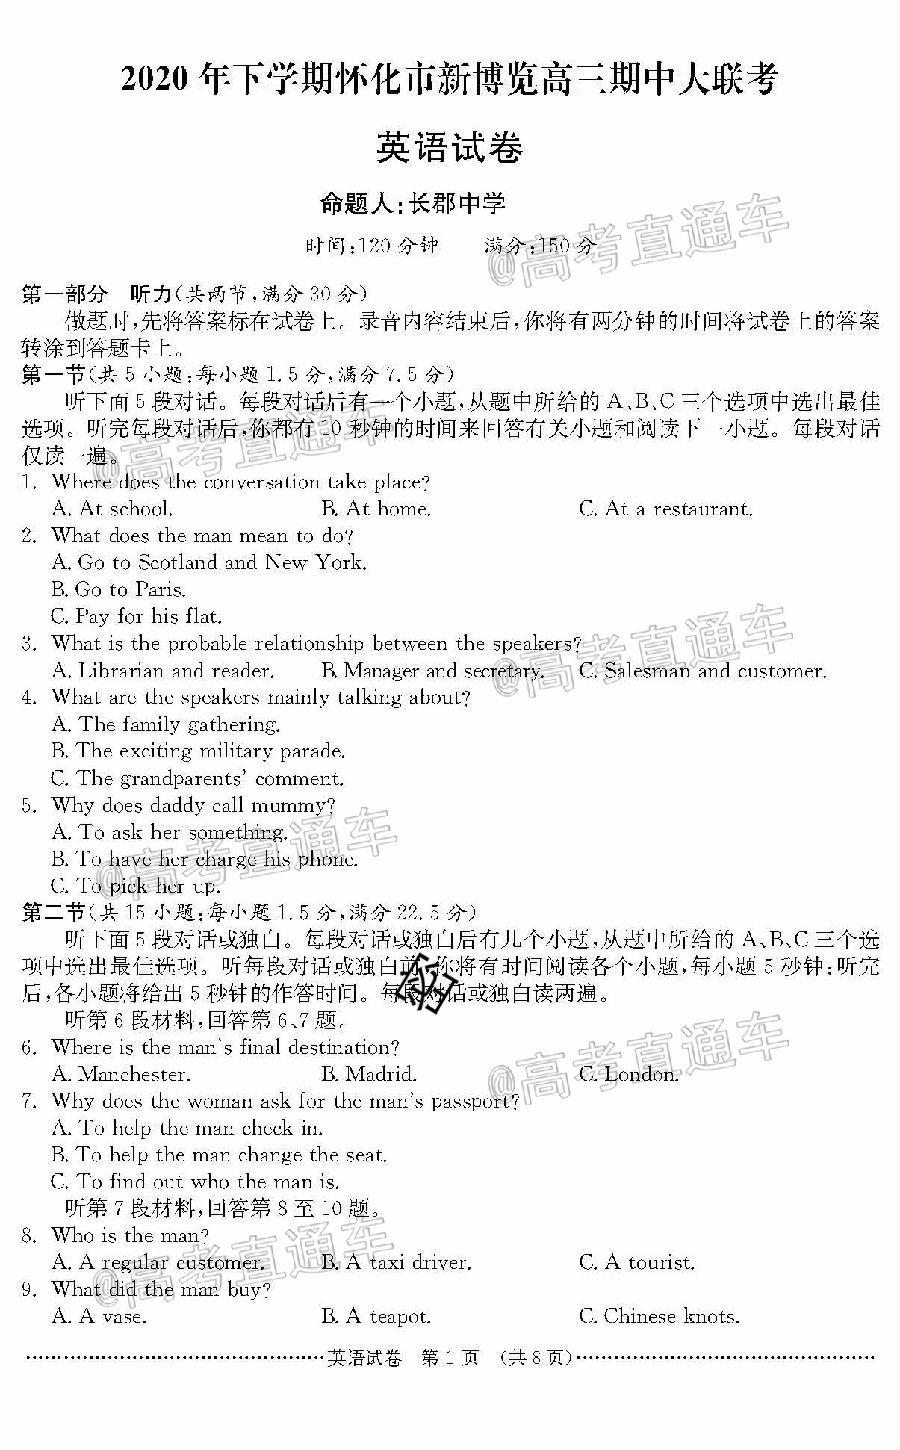 2020 年下学期怀化市新博览高三期中大联考
英语试卷
命题人:长郡中学
时间:120 分钟 满分:150 分
第一部分 听力(共两节,满分 30 分)
做题时,先将答案标在试卷上。录音内容结束后,你将有两分钟的时间将试卷上的答案
转涂到答题卡上。
第一节(共 5 小题;每小题 1.5 分,满分 7.5 分)
听下面 5 段对话。每段对话后有一个小题,从题中所给的 A、B、C 三个选项中选出最佳
选项。听完每段对话后,你都有 10 秒钟的时间来回答有关小题和阅读下一小题。每段对话
仅读一遍。
1. Where does the conversation take place?
A. At school. B. At home. C. At a restaurant.
2. What does the man mean to do?
A. Go to Scotland and New York.
B. Go to Paris.
C. Pay for his flat.
3. What is the probable relationship between the speakers?
A. Librarian and reader. B. Manager and secretary. C. Salesman and customer.
4. What are the speakers mainly talking about?
A. The family gathering.
B. The exciting military parade.
C. The grandparents' comment.
5. Why does daddy call mummy?
A. To ask her something.
B. To have her charge his phone.
C. To pick her up.
第二节(共 15 小题;每小题 1.5 分,满分 22.5 分)
听下面 5 段对话或独白。每段对话或独白后有几个小题,从题中所给的 A、B、C 三个选
项中选出最佳选项。听每段对话或独白前,你将有时间阅读各个小题,每小题 5 秒钟;听完
后,各小题将给出 5 秒钟的作答时间。每段对话或独白读两遍。
听第 6 段材料,回答第 6、7 题。
6. Where is the man's final destination?
A. Manchester. B. Madrid. C. London.
7. Why does the woman ask for the man's passport?
A. To help the man check in.
B. To help the man change the seat.
C. To find out who the man is.
听第 7 段材料,回答第 8 至 10 题。
8. Who is the man?
A. A regular customer. B. A taxi driver. C. A tourist.
9. What did the man buy?
A. A vase. B. A teapot. C. Chinese knots.
英语试卷 第 1 页 (共 8 页)
@高考直通车
@高考直通车
@高考直通车
@高考直通车
@高考直通车
@高考直通车